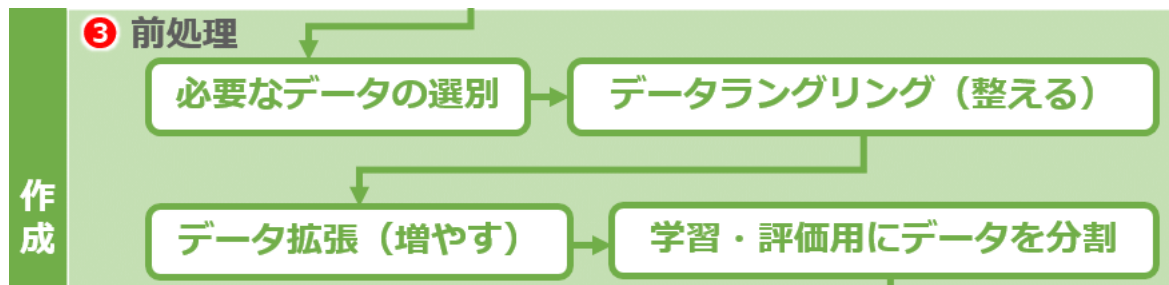 ③ 前処理
必要なデータの選別
データラングリング（整える）
データ拡張（増やす）
学習・評価用にデータを分割
作成